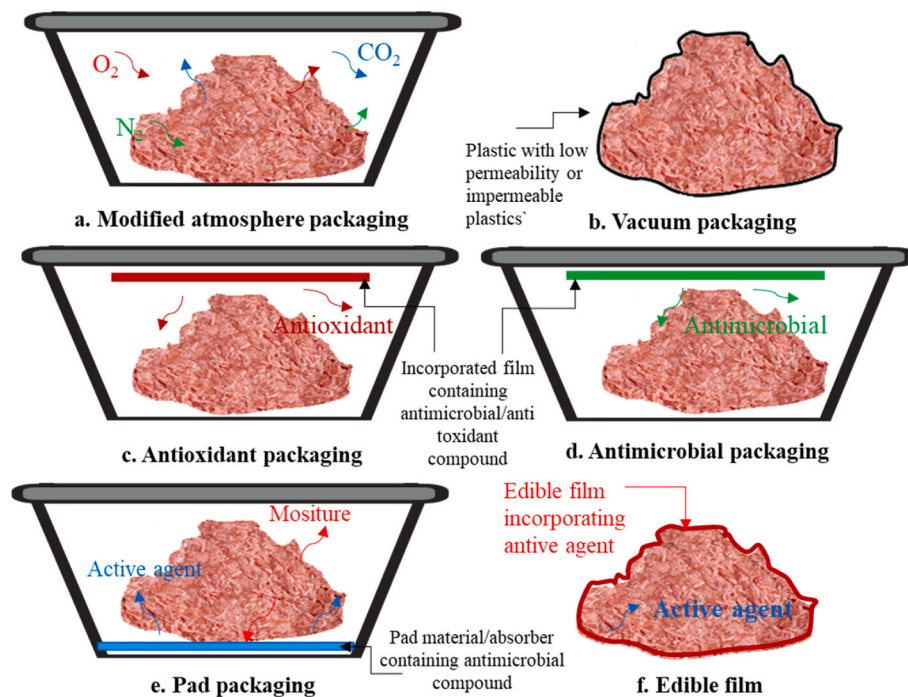 O2
CO2
N2
a. Modified atmosphere packaging
Plastic with low
permeability or
impermeable
plastics`
b. Vacuum packaging
Antioxidant
Antimicrobial
Incorporated film
containing
antimicrobial/anti
toxidant
compound
c. Antioxidant packaging
d. Antimicrobial packaging
Mositure
Active agent
Pad material/absorber
containing antimicrobial
compound
e. Pad packaging
Edible film
incorporating
antive agent
Active agent
f. Edible film